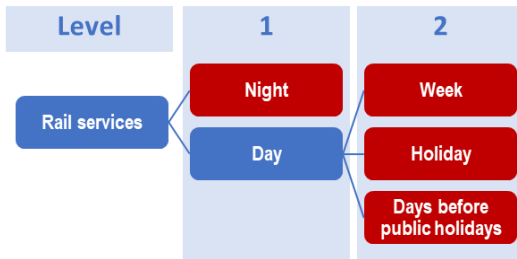 Level
1
2
Night
Week
Rail services
Day
Holiday
Days before
public holidays